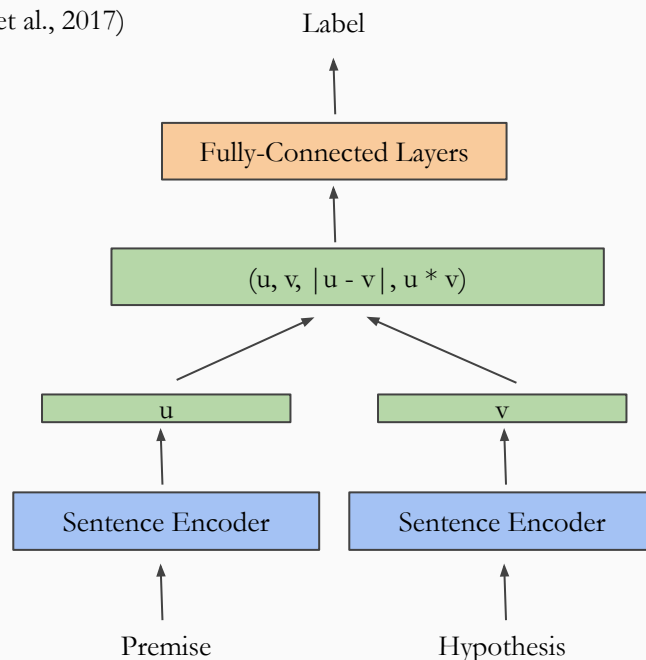 et al., 2017)
Label
Fully-Connected Layers
(u, v, |u - v|, u * v)
u
v
Sentence Encoder
Sentence Encoder
Premise
Hypothesis